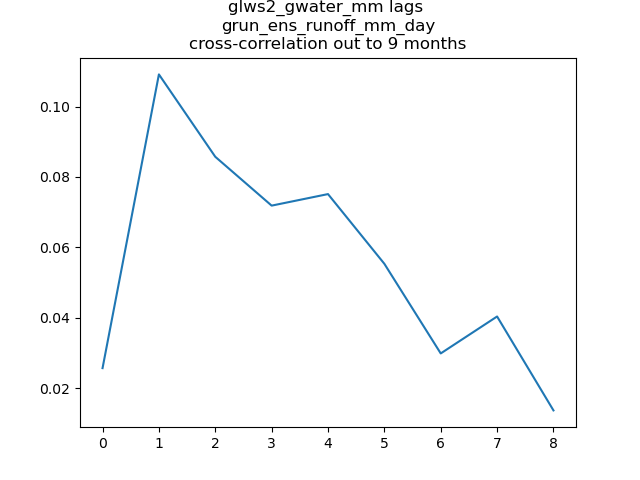 glws2_gwater_mm lags
grun_ens_runoff_mm_day
cross-correlation out to 9 months
0.10
0.08
0.06
0.04
0.02
0 1 2 3 4 5 6 7 8